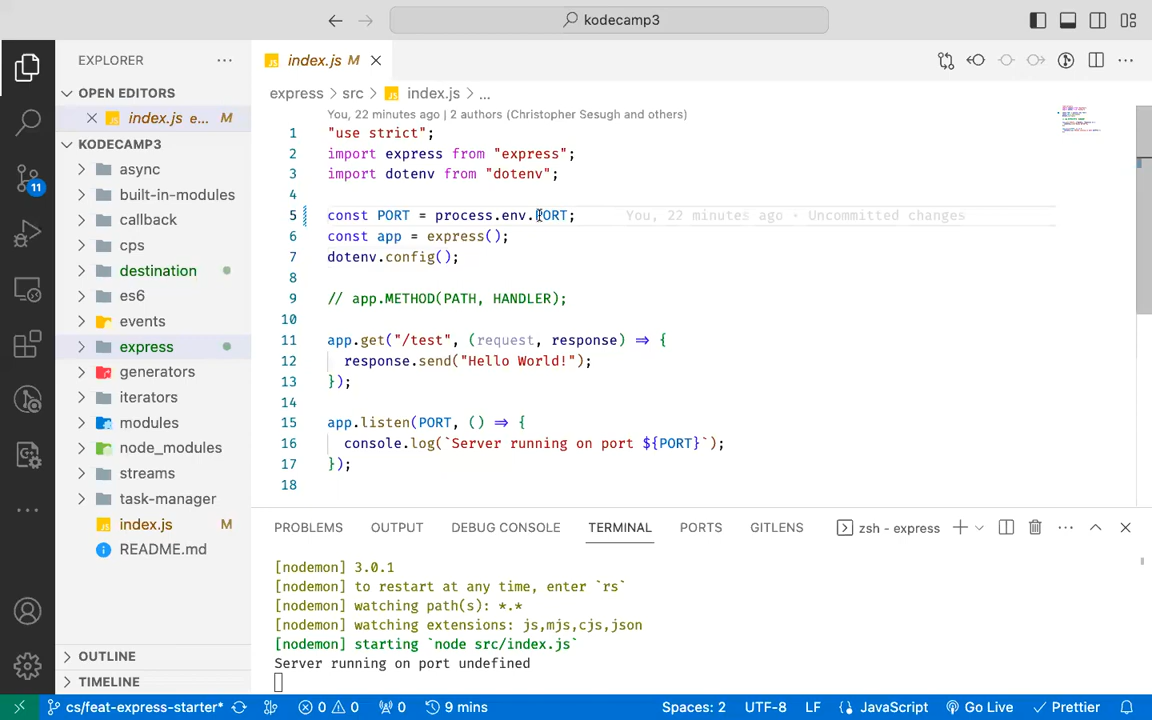 kodecamp3
EXPLORER
OPEN EDITORS
index.js e... M
KODECAMP3
async
built-in-modules
callback
cps
destination
es6
events
express
generators
iterators
modules
node_modules
streams
task-manager
index.js M
README.md
OUTLINE
TIMELINE
11
index.js M
express > src > index.js > ...
You, 22 minutes ago | 2 authors (Christopher Sesugh and others)
1 "use strict";
2 import express from "express";
3 import dotenv from "dotenv";
4
5 const PORT = process.env.PORT; You, 22 minutes ago • Uncommitted changes
6 const app = express();
7 dotenv.config();
8
9 // app.METHOD(PATH, HANDLER);
10
11 app.get("/test", (request, response) => {
12 response.send("Hello World!");
13 });
14
15 app.listen(PORT, () => {
16 console.log(`Server running on port ${PORT}`);
17 });
18
PROBLEMS OUTPUT DEBUG CONSOLE TERMINAL PORTS GITLENS zsh - express
[nodemon] 3.0.1
[nodemon] to restart at any time, enter `rs`
[nodemon] watching path(s): *.*
[nodemon] watching extensions: js,mjs,cjs,json
[nodemon] starting `node src/index.js`
Server running on port undefined
cs/feat-express-starter* 0 0 0 9 mins Spaces: 2 UTF-8 LF JavaScript Go Live Prettier